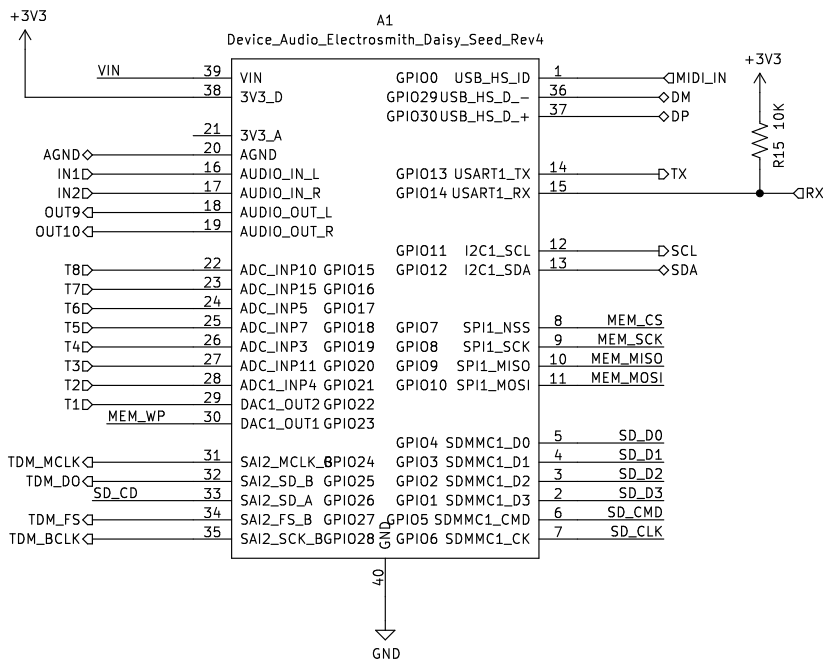 A1
Device_Audio_Electrosmith_Daisy_Seed_Rev4
+3V3
+3V3
VIN 39 VIN GPIO0 USB_HS_ID 1 MIDI_IN
38 3V3_D GPIO29 USB_HS_D_- 36 DM
GPIO30 USB_HS_D_+ 37 DP
21 3V3_A
R15 10K
AGND 20 AGND
IN1 16 AUDIO_IN_L GPIO13 USART1_TX 14 TX
IN2 17 AUDIO_IN_R GPIO14 USART1_RX 15 RX
OUT9 18 AUDIO_OUT_L
OUT10 19 AUDIO_OUT_R
GPIO11 I2C1_SCL 12 SCL
T8 22 ADC_INP10 GPIO15 GPIO12 I2C1_SDA 13 SDA
T7 23 ADC_INP15 GPIO16
T6 24 ADC_INP5 GPIO17
T5 25 ADC_INP7 GPIO18 GPIO7 SPI1_NSS 8 MEM_CS
T4 26 ADC_INP3 GPIO19 GPIO8 SPI1_SCK 9 MEM_SCK
T3 27 ADC_INP11 GPIO20 GPIO9 SPI1_MISO 10 MEM_MISO
T2 28 ADC1_INP4 GPIO21 GPIO10 SPI1_MOSI 11 MEM_MOSI
T1 29 DAC1_OUT2 GPIO22
MEM_WP 30 DAC1_OUT1 GPIO23
GPIO4 SDMMC1_D0 5 SD_D0
TDM_MCLK 31 SAI2_MCLK_B GPIO24 GPIO3 SDMMC1_D1 4 SD_D1
TDM_DO 32 SAI2_SD_B GPIO25 GPIO2 SDMMC1_D2 3 SD_D2
SD_CD 33 SAI2_SD_A GPIO26 GPIO1 SDMMC1_D3 2 SD_D3
TDM_FS 34 SAI2_FS_B GPIO27 GPIO5 SDMMC1_CMD 6 SD_CMD
TDM_BCLK 35 SAI2_SCK_B GPIO28 GPIO6 SDMMC1_CK 7 SD_CLK
GND
40
GND